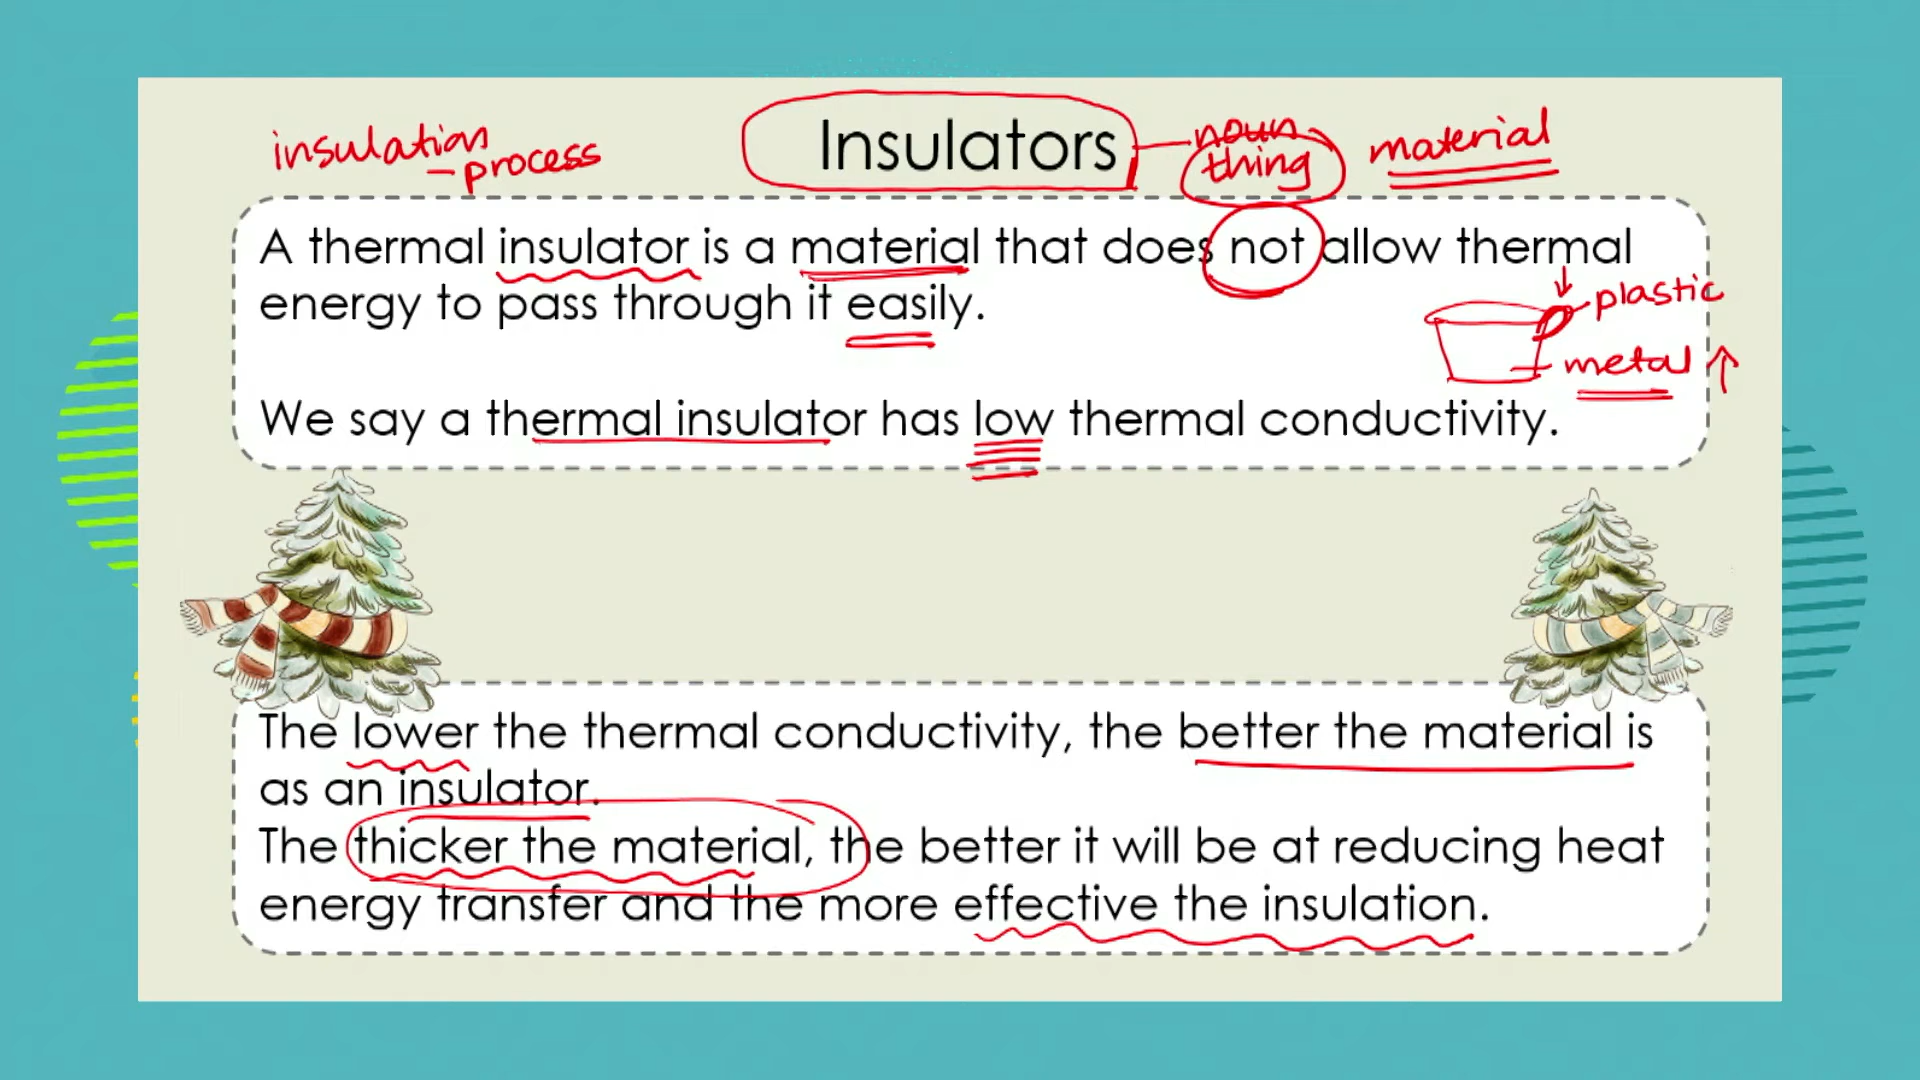 insulation
- process
Insulators
noun
thing
material
A thermal insulator is a material that does not allow thermal
energy to pass through it easily.
plastic
metal ↑
We say a thermal insulator has low thermal conductivity.
The lower the thermal conductivity, the better the material is
as an insulator.
The thicker the material, the better it will be at reducing heat
energy transfer and the more effective the insulation.